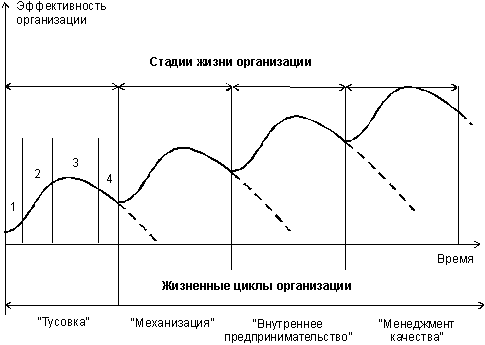 Эффективность
организации
Стадии жизни организации
1
2
3
4
Время
Жизненные циклы организации
"Тусовка"
"Механизация"
"Внутреннее
предпринимательство"
"Менеджмент
качества"